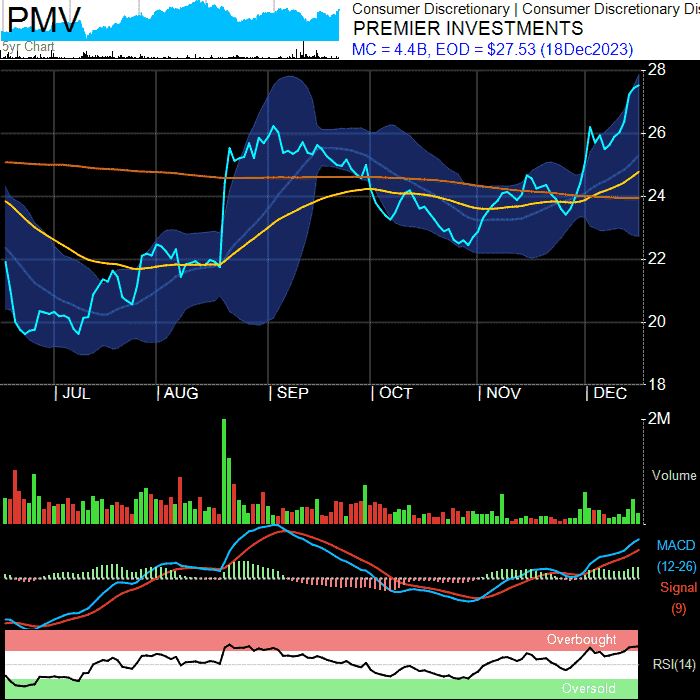 PMV
5yr Chart
Consumer Discretionary | Consumer Discretionary Dis
PREMIER INVESTMENTS
MC = 4.4B, EOD = $27.53 (18Dec2023)
28
26
24
22
20
18
| JUL | AUG | SEP | OCT | NOV | DEC
2M
Volume
MACD
(12-26)
Signal
(9)
Overbought
RSI(14)
Oversold